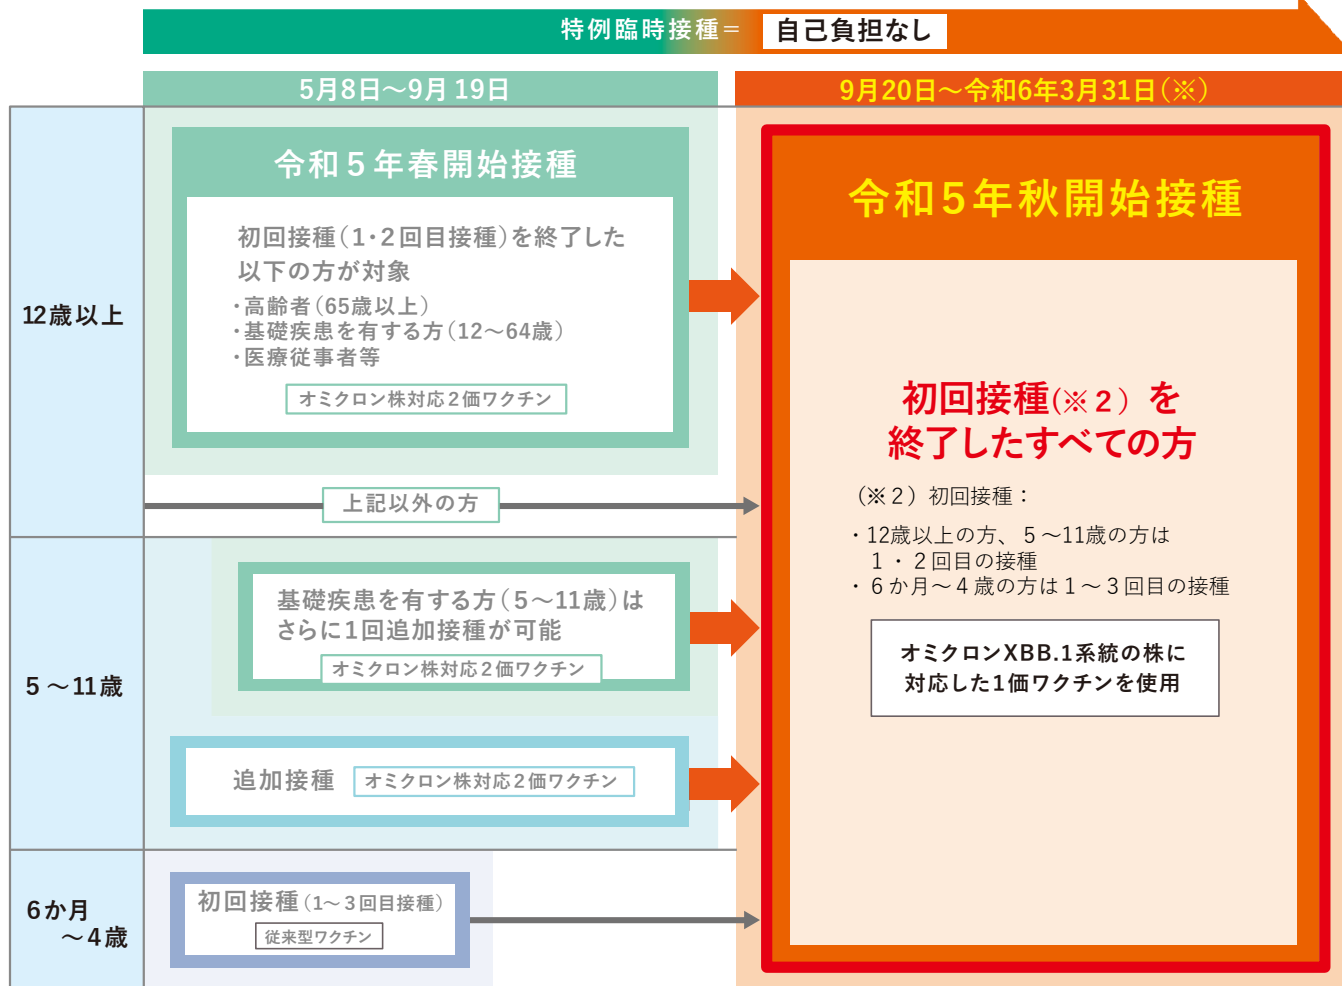 特例臨時接種＝ 自己負担なし
5月8日～9月19日
9月20日～令和6年3月31日（※）
12歳以上
令和５年春開始接種
初回接種（1・2回目接種）を終了した
以下の方が対象
・高齢者（65歳以上）
・基礎疾患を有する方（12～64歳）
・医療従事者等
オミクロン株対応２価ワクチン
上記以外の方
5～11歳
基礎疾患を有する方（5～11歳）は
さらに1回追加接種が可能
オミクロン株対応２価ワクチン
追加接種 オミクロン株対応２価ワクチン
6か月
～4歳
初回接種（1～３回目接種）
従来型ワクチン
令和5年秋開始接種
初回接種(※２）を
終了したすべての方
（※２）初回接種：
・12歳以上の方、５～11歳の方は
１・２回目の接種
・６か月～４歳の方は１～３回目の接種
オミクロンXBB.1系統の株に
対応した1価ワクチンを使用